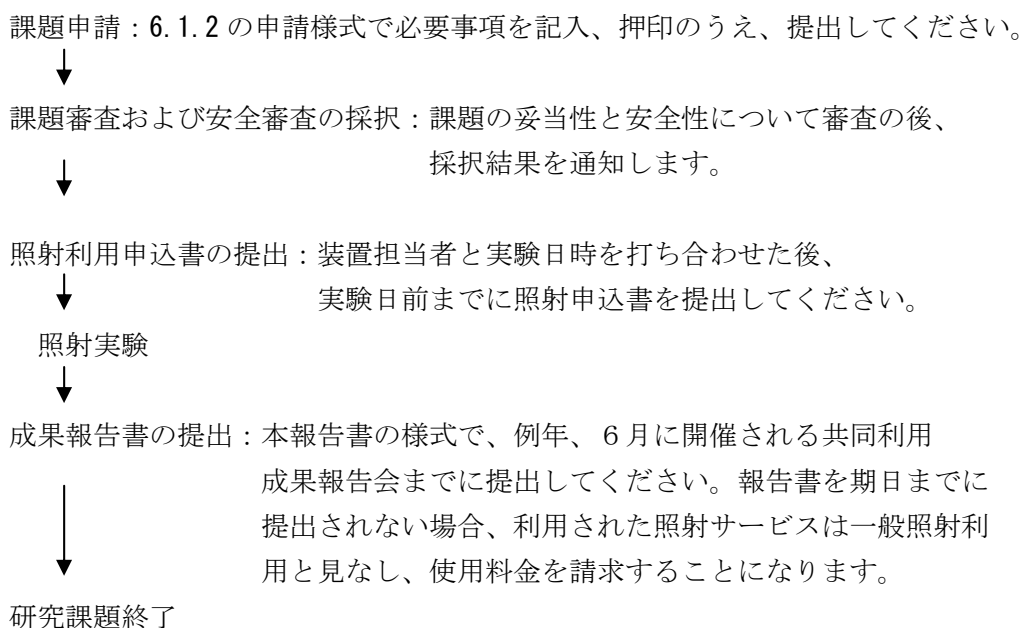 課題申請：6.1.2の申請様式で必要事項を記入、押印のうえ、提出してください。
課題審査および安全審査の採択：課題の妥当性と安全性について審査の後、
採択結果を通知します。
照射利用申込書の提出：装置担当者と実験日時を打ち合わせた後、
実験日前までに照射申込書を提出してください。
照射実験
成果報告書の提出：本報告書の様式で、例年、６月に開催される共同利用
成果報告会までに提出してください。報告書を期日までに
提出されない場合、利用された照射サービスは一般照射利
用と見なし、使用料金を請求することになります。
研究課題終了